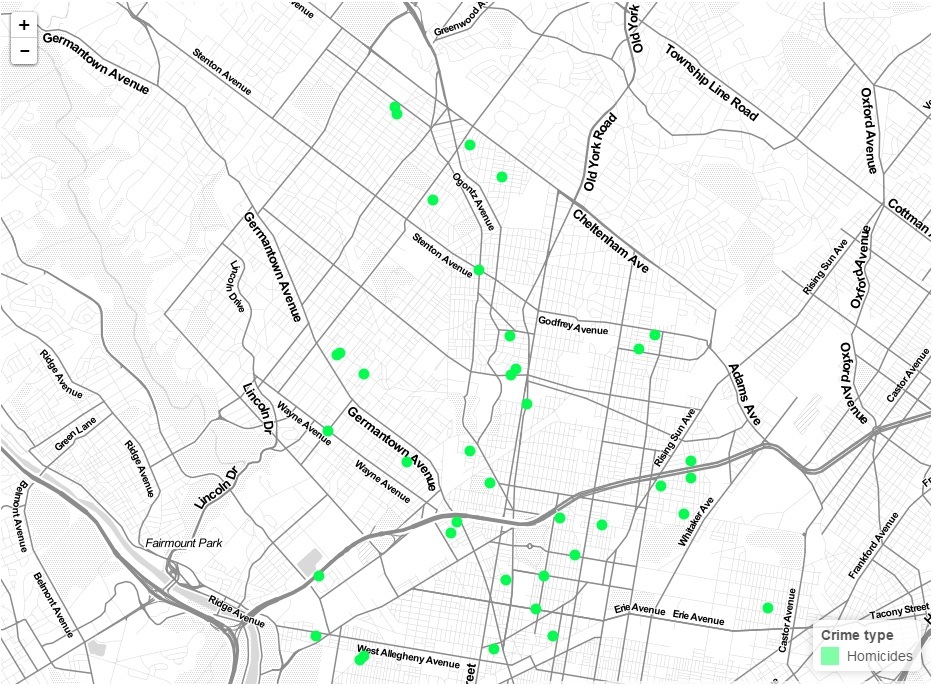 +
−
Germantown Avenue
Stenton Avenue
Avenue
Greenwood A
Old York
Township Line Road
Oxford Avenue
Old York Road
Ogontz Avenue
Cheltenham Ave
Cottman A
Germantown Avenue
Lincoln Drive
Stenton Avenue
Rising Sun Ave
Oxford Avenue
Godfrey Avenue
Ridge Avenue
Oxford Avenue
Castor Avenue
Adams Ave
Lincoln Dr
Wayne Avenue
Germantown Avenue
Rising Sun Ave
Green Lane
Ridge Avenue
Wayne Avenue
Lincoln Dr
Belmont Avenue
Whitaker Ave
Frankford Avenue
Fairmount Park
Belmont Avenue
Ridge Avenue
Erie Avenue
Erie Avenue
Castor Avenue
Tacony Street
West Allegheny Avenue
reet
Crime type
Homicides